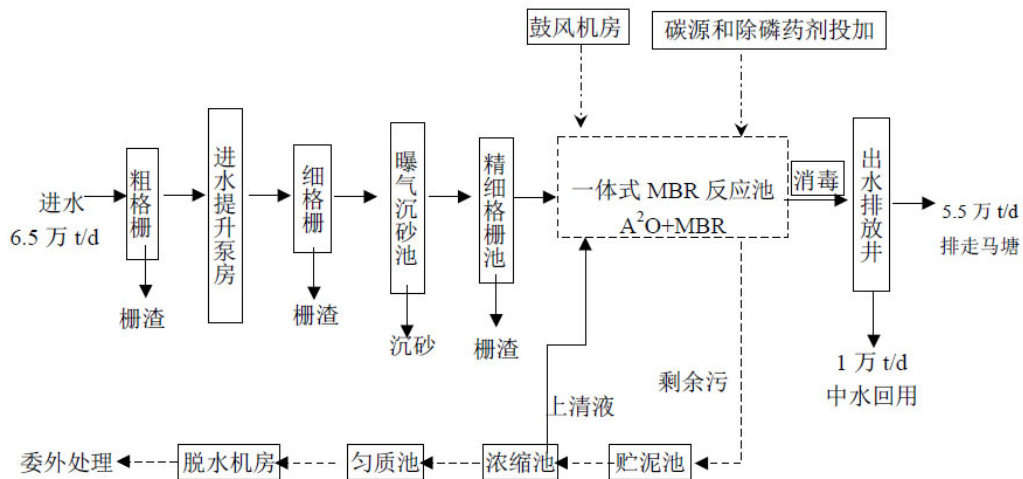 鼓风机房
碳源和除磷药剂投加
进水
6.5 万 t/d
粗格栅
进水提升泵房
细格栅
曝气沉砂池
精细格栅池
一体式 MBR 反应池
A²O+MBR
消毒
出水排放井
5.5 万 t/d
排走马塘
栅渣
栅渣
沉砂
栅渣
1 万 t/d
中水回用
剩余污
上清液
委外处理
脱水机房
匀质池
浓缩池
贮泥池